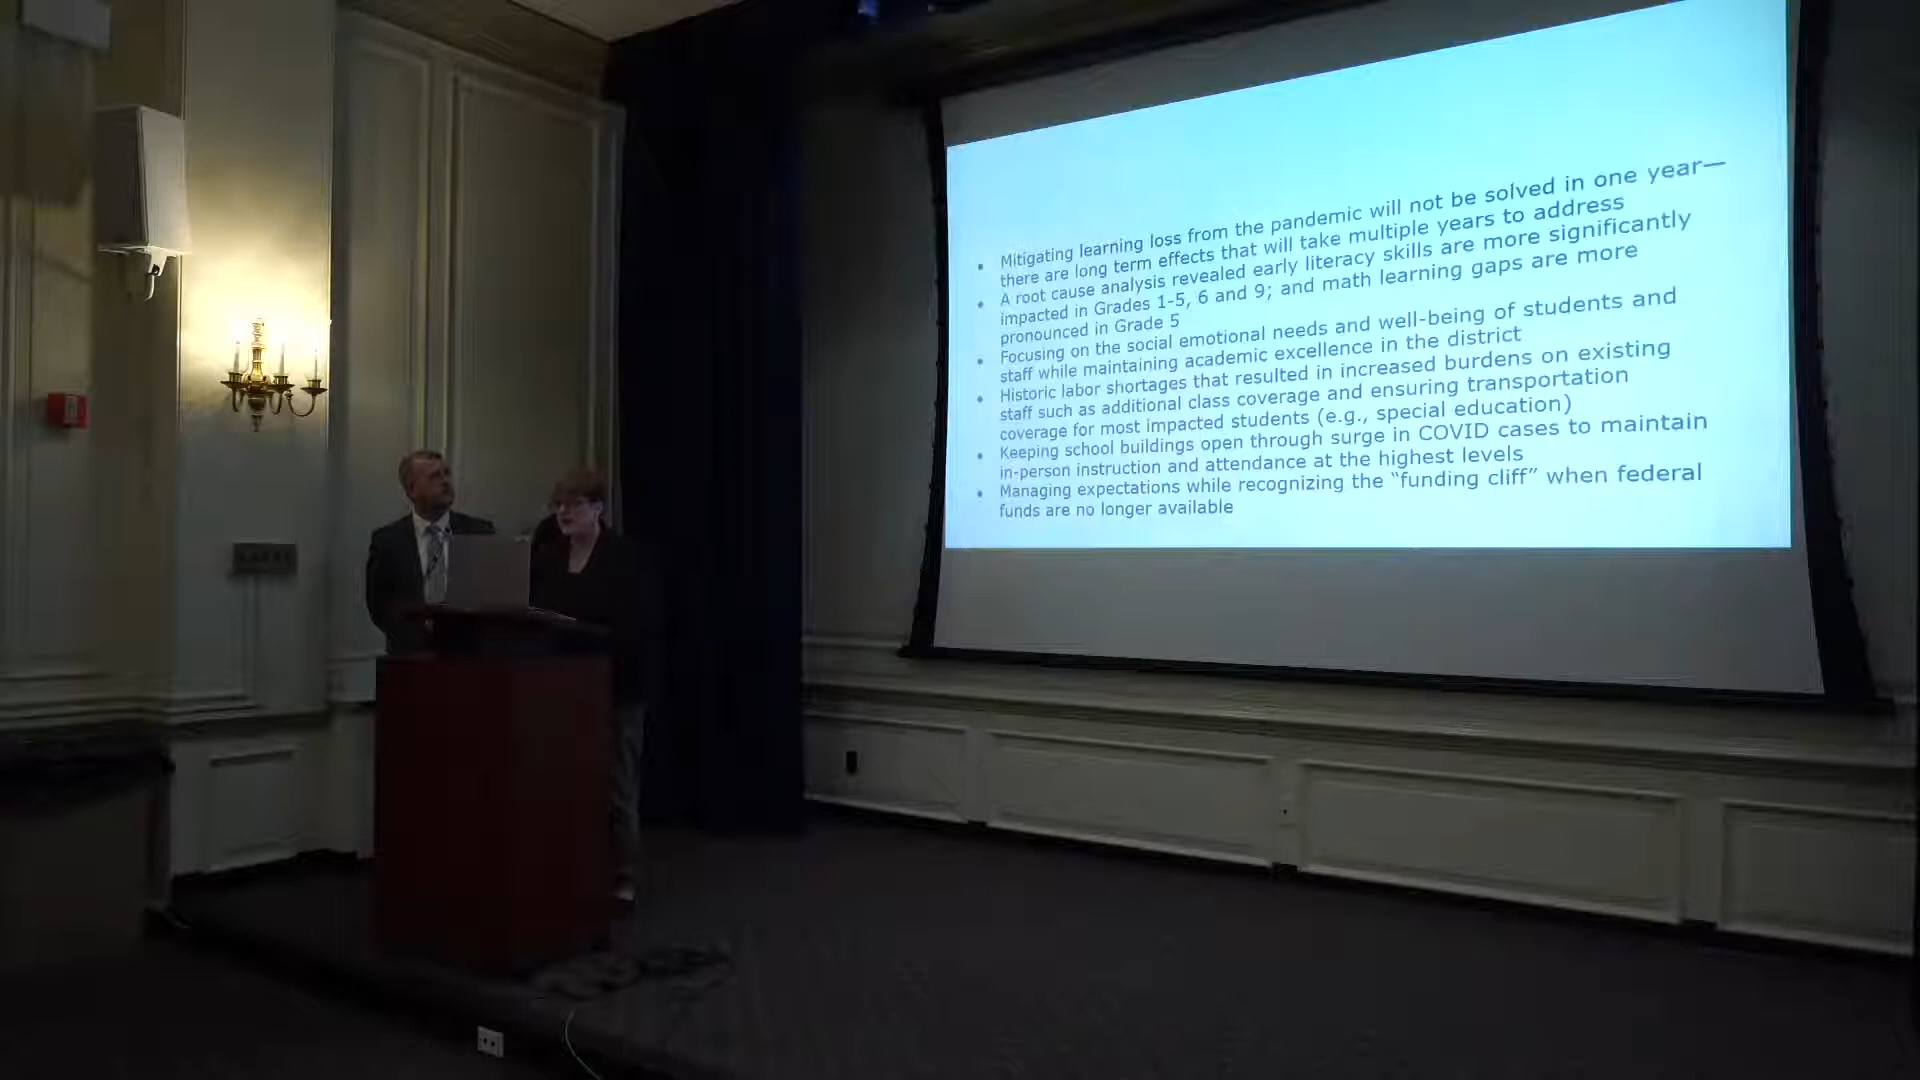 • Mitigating learning loss from the pandemic will not be solved in one year—
there are long term effects that will take multiple years to address
• A root cause analysis revealed early literacy skills are more significantly
impacted in Grades 1-5, 6 and 9; and math learning gaps are more
pronounced in Grade 5
• Focusing on the social emotional needs and well-being of students and
staff while maintaining academic excellence in the district
• Historic labor shortages that resulted in increased burdens on existing
staff such as additional class coverage and ensuring transportation
coverage for most impacted students (e.g., special education)
• Keeping school buildings open through surge in COVID cases to maintain
in-person instruction and attendance at the highest levels
• Managing expectations while recognizing the “funding cliff” when federal
funds are no longer available